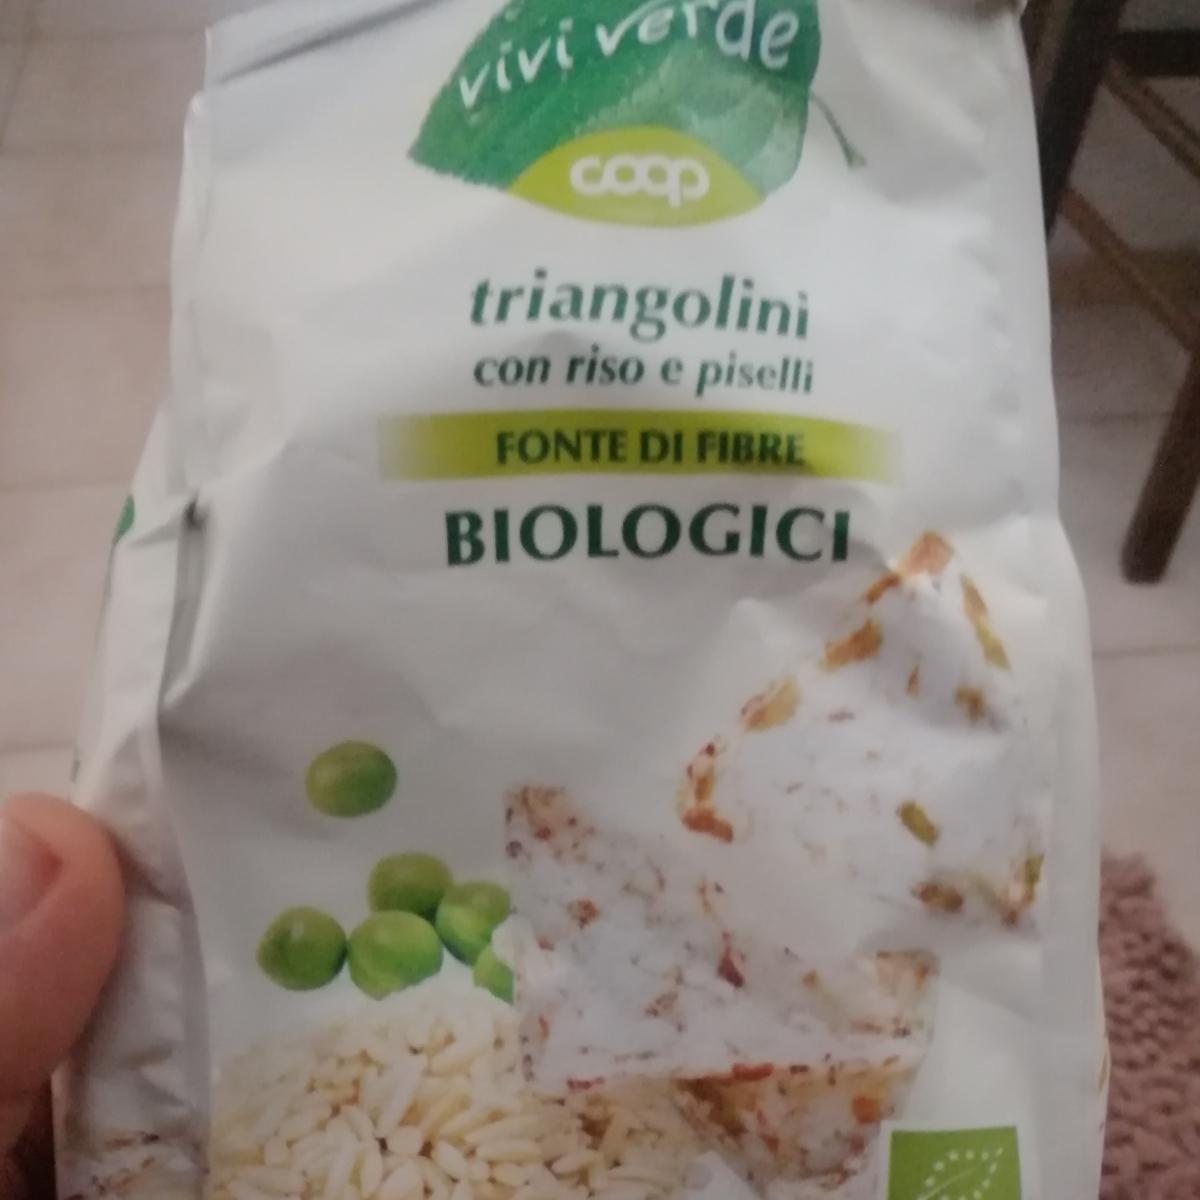 vivi verde
coop
triangolini
con riso e piselli
FONTE DI FIBRE
BIOLOGICI